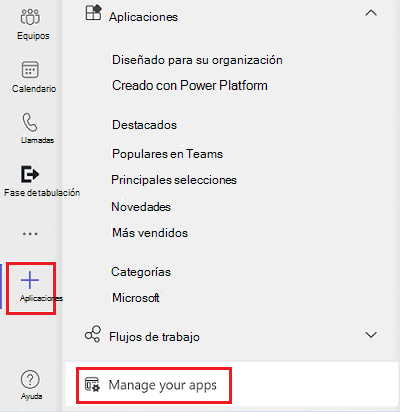 Equipos
Calendario
Llamadas
Fase de tabulación
Aplicaciones
Ayuda
Aplicaciones
Diseñado para su organización
Creado con Power Platform
Destacados
Populares en Teams
Principales selecciones
Novedades
Más vendidos
Categorías
Microsoft
Flujos de trabajo
Manage your apps